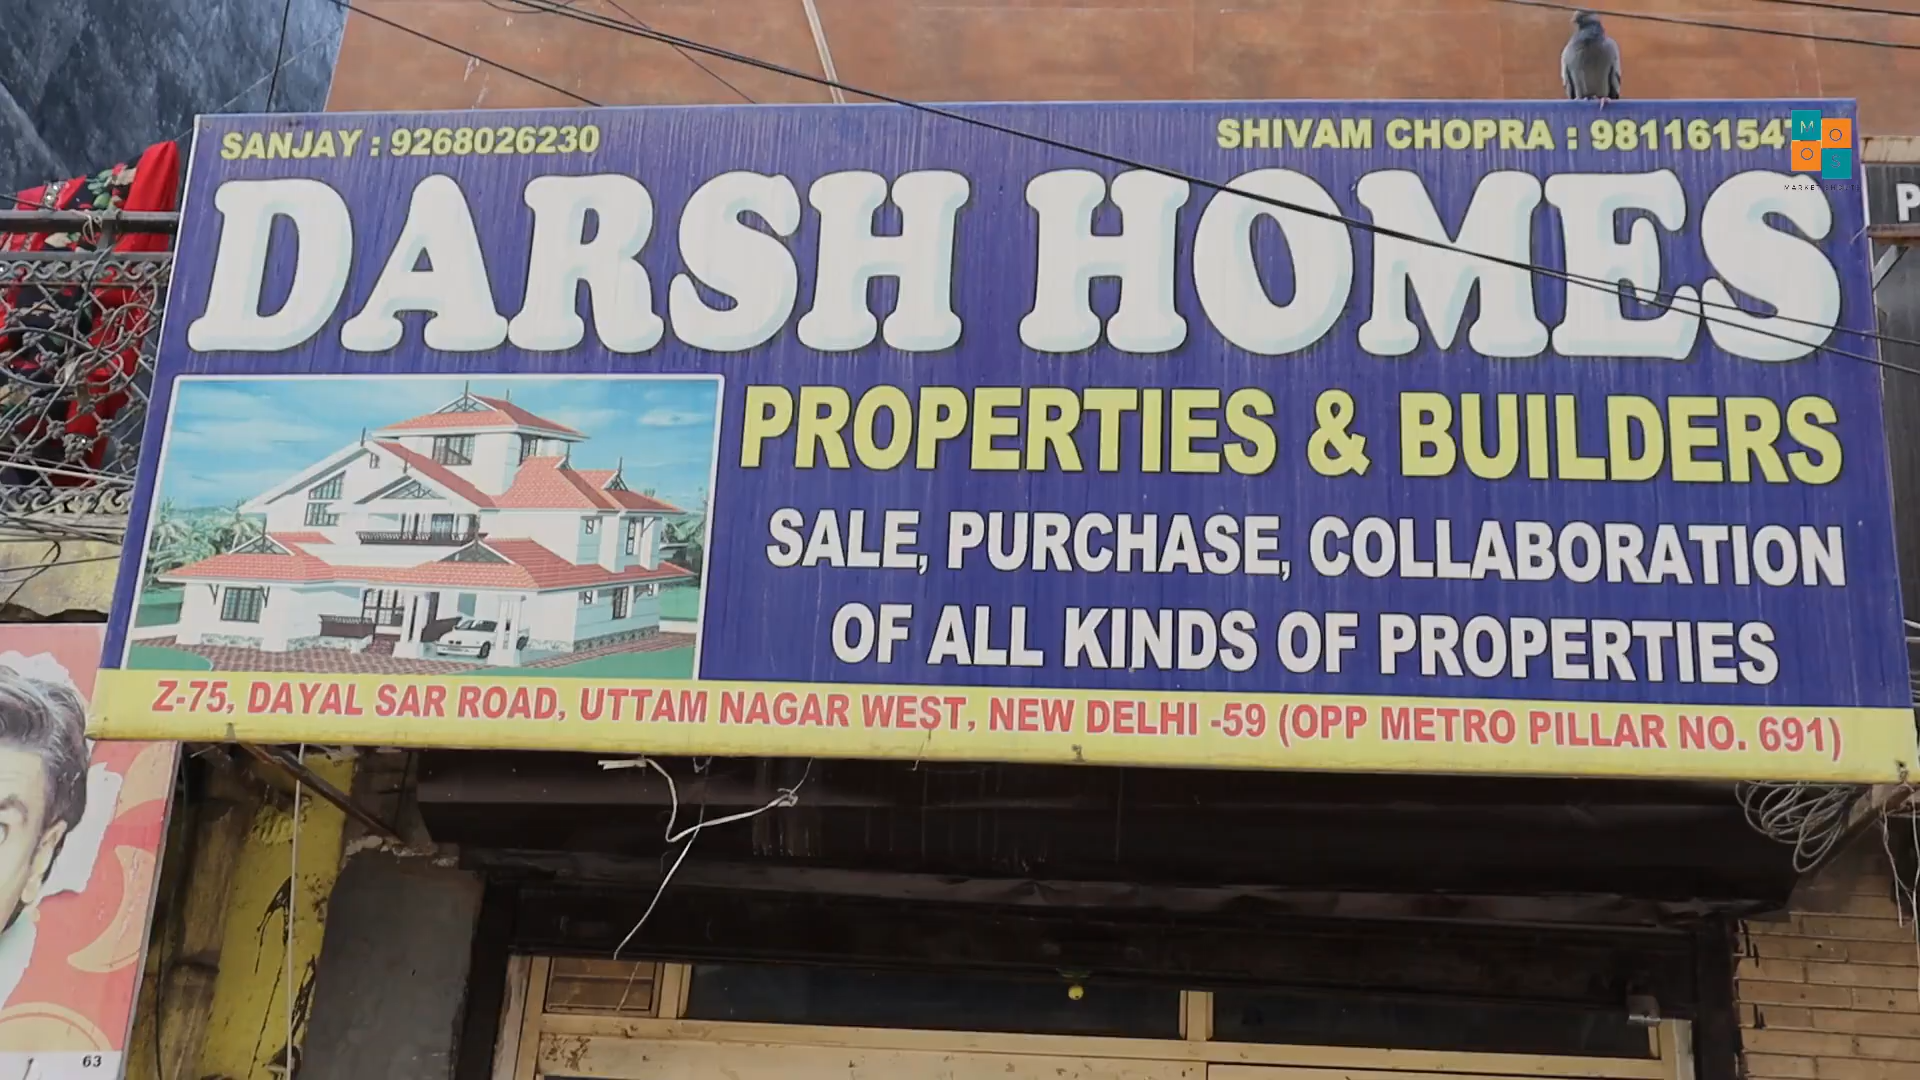 SANJAY : 9268026230
SHIVAM CHOPRA :
DARSH HOMES
PROPERTIES & BUILDERS
SALE, PURCHASE, COLLABORATION
OF ALL KINDS OF PROPERTIES
Z-75, DAYAL SAR ROAD, UTTAM NAGAR WEST, NEW DELHI -59 (OPP METRO PILLAR NO. 691)
M O
O S
P
63